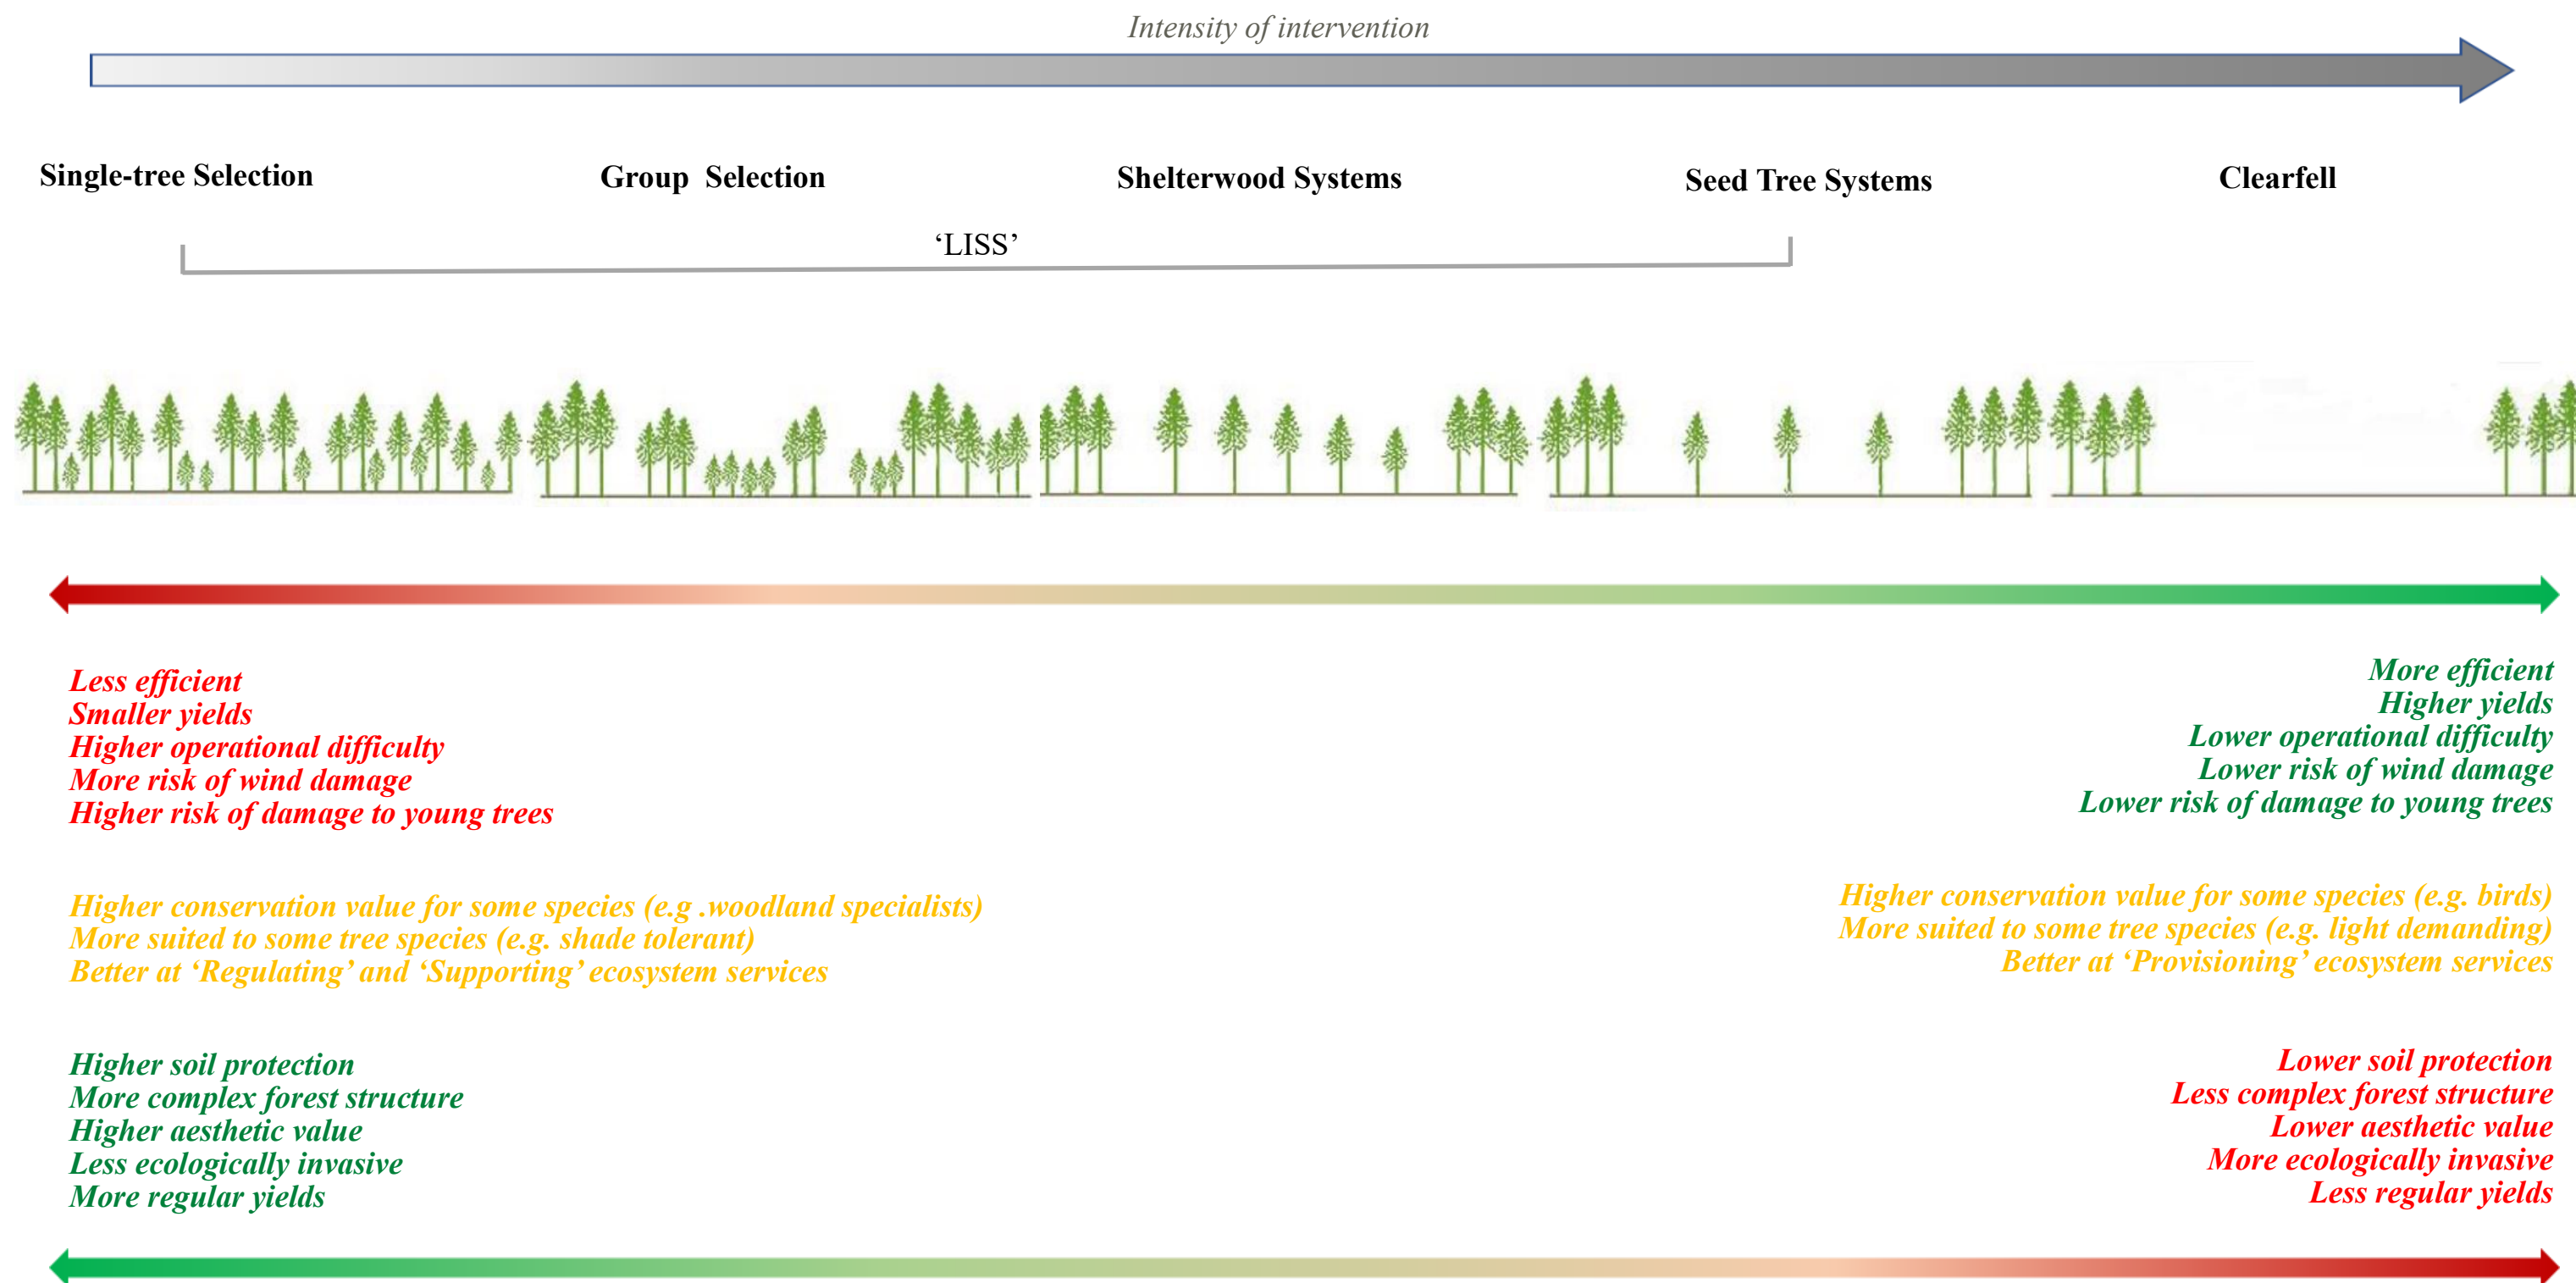 Intensity of intervention
Single-tree Selection
Group Selection
Shelterwood Systems
Seed Tree Systems
Clearfell
‘LISS’
Less efficient
Smaller yields
Higher operational difficulty
More risk of wind damage
Higher risk of damage to young trees
More efficient
Higher yields
Lower operational difficulty
Lower risk of wind damage
Lower risk of damage to young trees
Higher conservation value for some species (e.g .woodland specialists)
More suited to some tree species (e.g. shade tolerant)
Better at ‘Regulating’ and ‘Supporting’ ecosystem services
Higher conservation value for some species (e.g. birds)
More suited to some tree species (e.g. light demanding)
Better at ‘Provisioning’ ecosystem services
Higher soil protection
More complex forest structure
Higher aesthetic value
Less ecologically invasive
More regular yields
Lower soil protection
Less complex forest structure
Lower aesthetic value
More ecologically invasive
Less regular yields